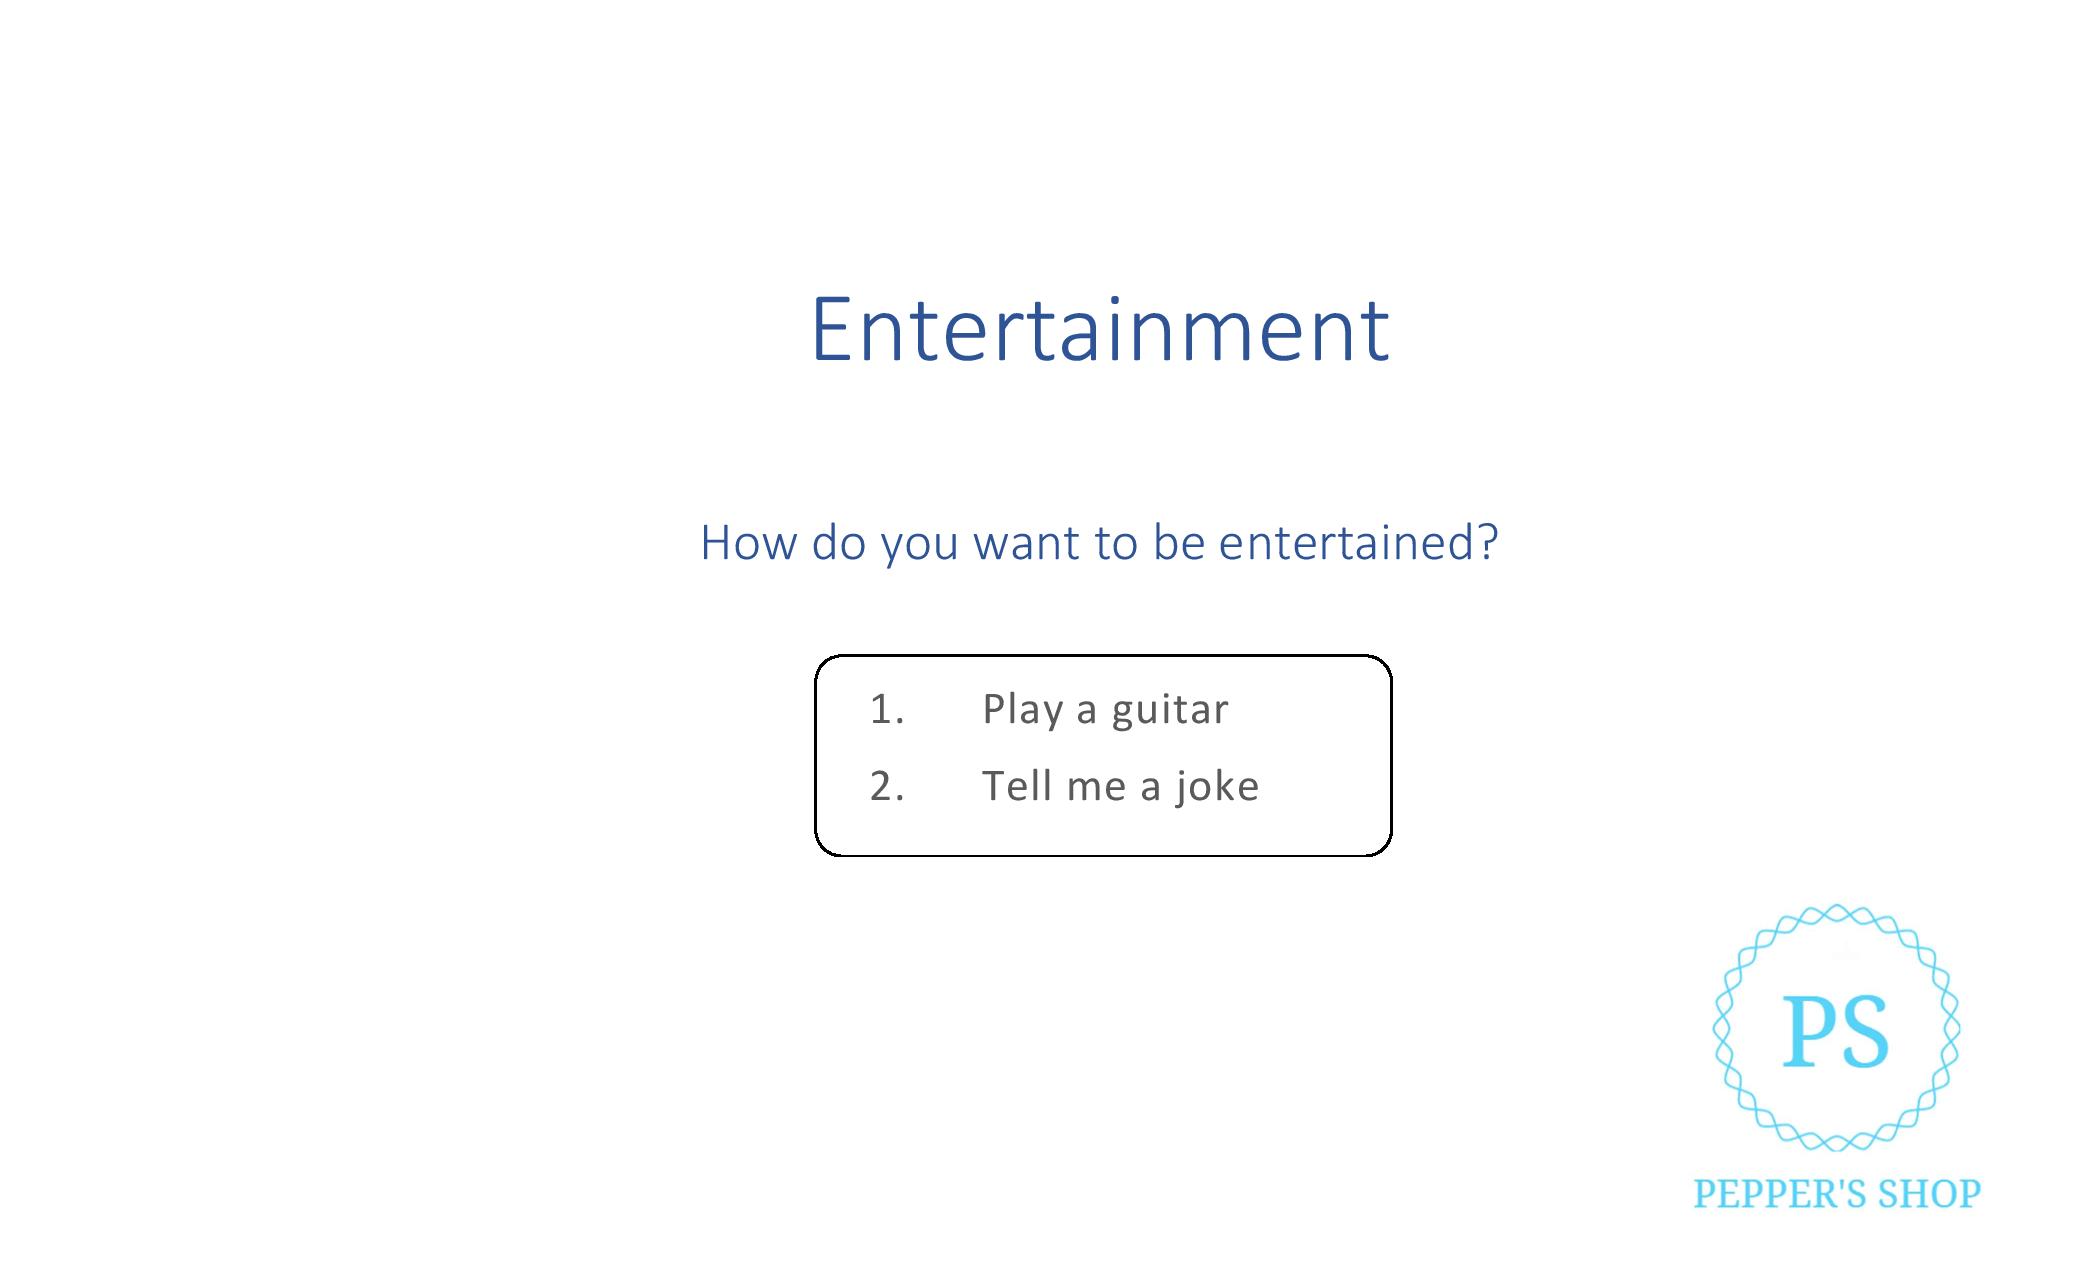 Entertainment
How do you want to be entertained?
1. Play a guitar
2. Tell me a joke
PS
PEPPER'S SHOP